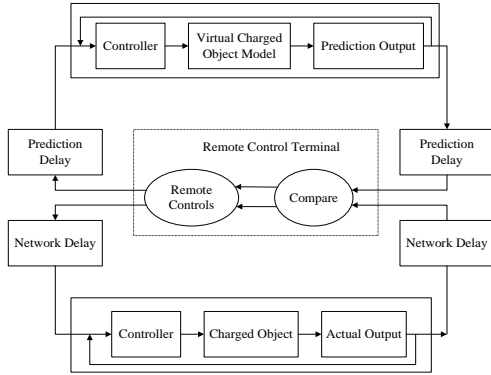 Controller
Virtual Charged
Object Model
Prediction Output
Prediction
Delay
Remote Control Terminal
Prediction
Delay
Remote
Controls
Compare
Network Delay
Network Delay
Controller
Charged Object
Actual Output